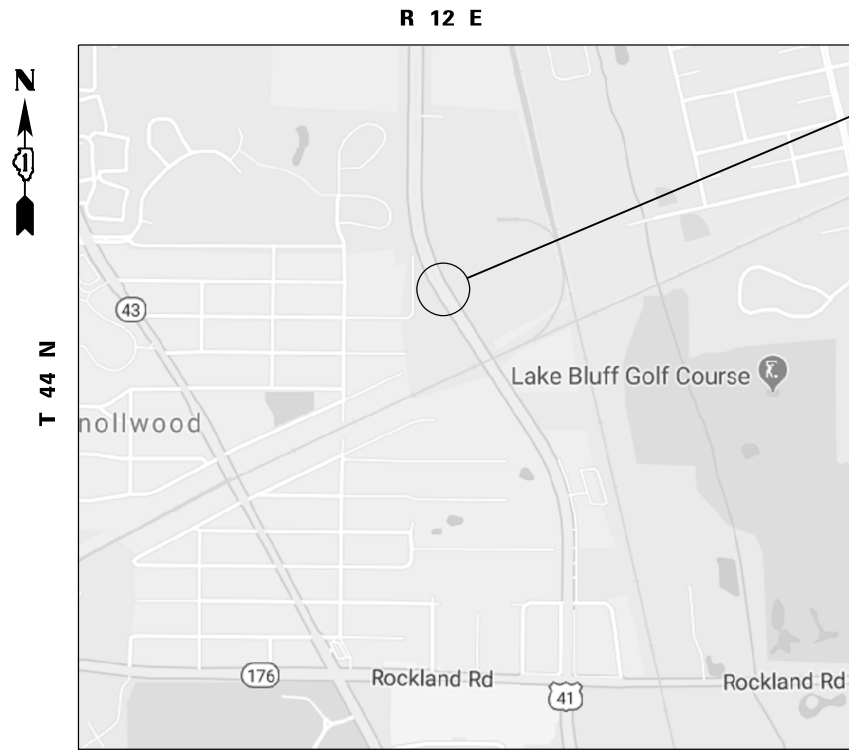 R 12 E
N
1
43
Lake Bluff Golf Course
T 44 N
nollwood
176
Rockland Rd
41
Rockland Rd